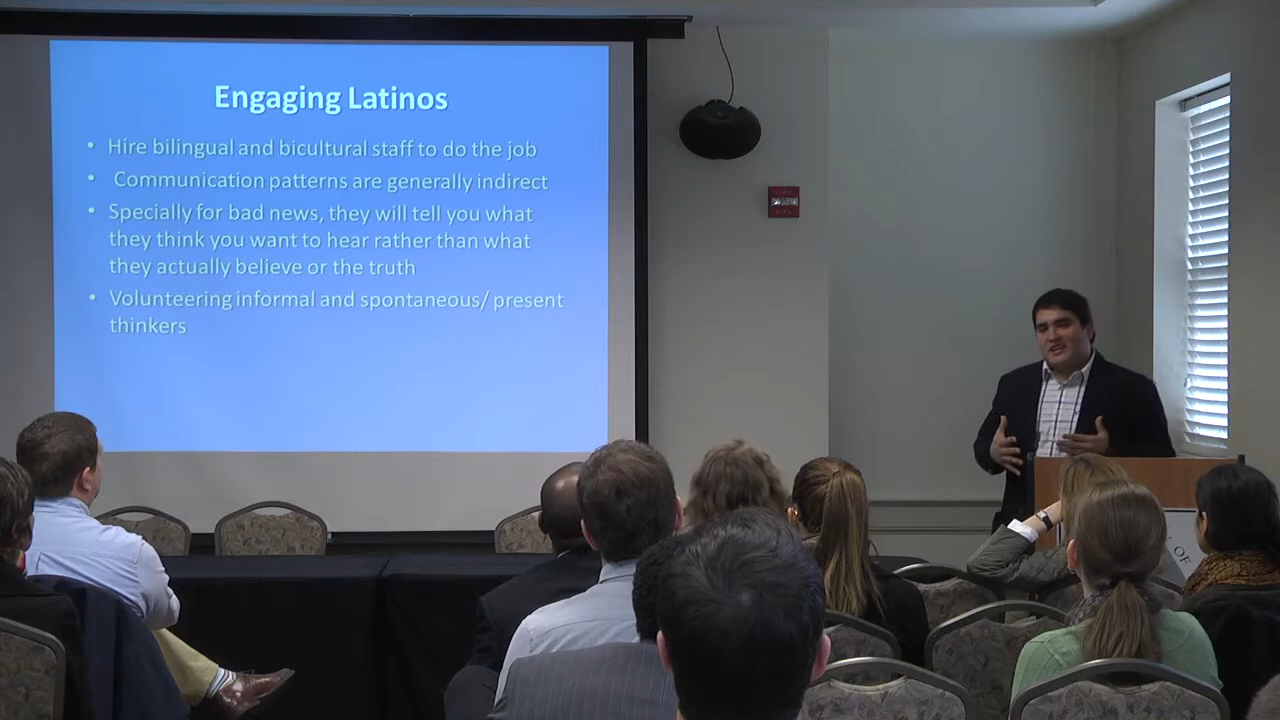 Engaging Latinos
• Hire bilingual and bicultural staff to do the job
• Communication patterns are generally indirect
• Specially for bad news, they will tell you what
they think you want to hear rather than what
they actually believe or the truth
• Volunteering informal and spontaneous/ present
thinkers
OF